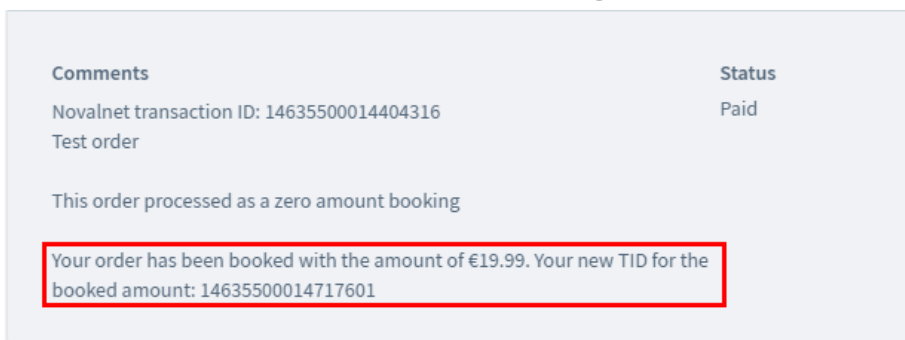 Comments
Status
Novalnet transaction ID: 14635500014404316
Paid
Test order
This order processed as a zero amount booking
Your order has been booked with the amount of €19.99. Your new TID for the
booked amount: 14635500014717601